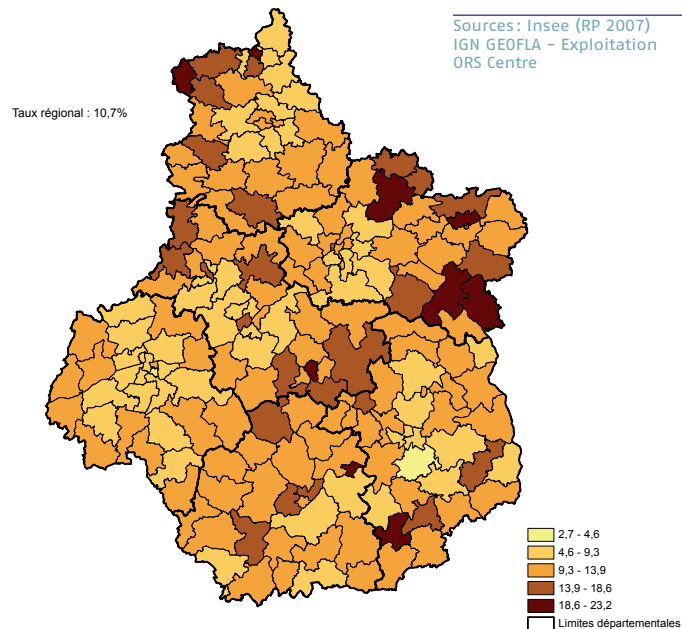 Sources: Insee (RP 2007)
IGN GEOFLA – Exploitation
ORS Centre
Taux régional : 10,7%
2,7 - 4,6
4,6 - 9,3
9,3 - 13,9
13,9 - 18,6
18,6 - 23,2
Limites départementales